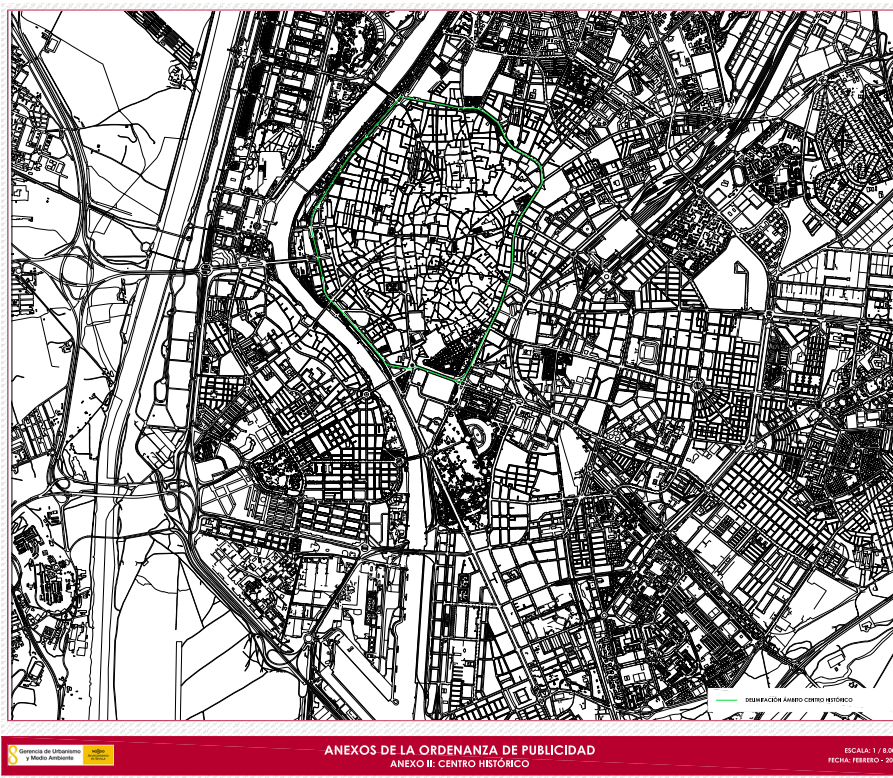 DELIMITACIÓN ÁMBITO CENTRO HISTÓRICO
Gerencia de Urbanismo
y Medio Ambiente
ANEXOS DE LA ORDENANZA DE PUBLICIDAD
ANEXO II: CENTRO HISTÓRICO
ESCALA: 1 / 8.00
FECHA: FEBRERO - 20